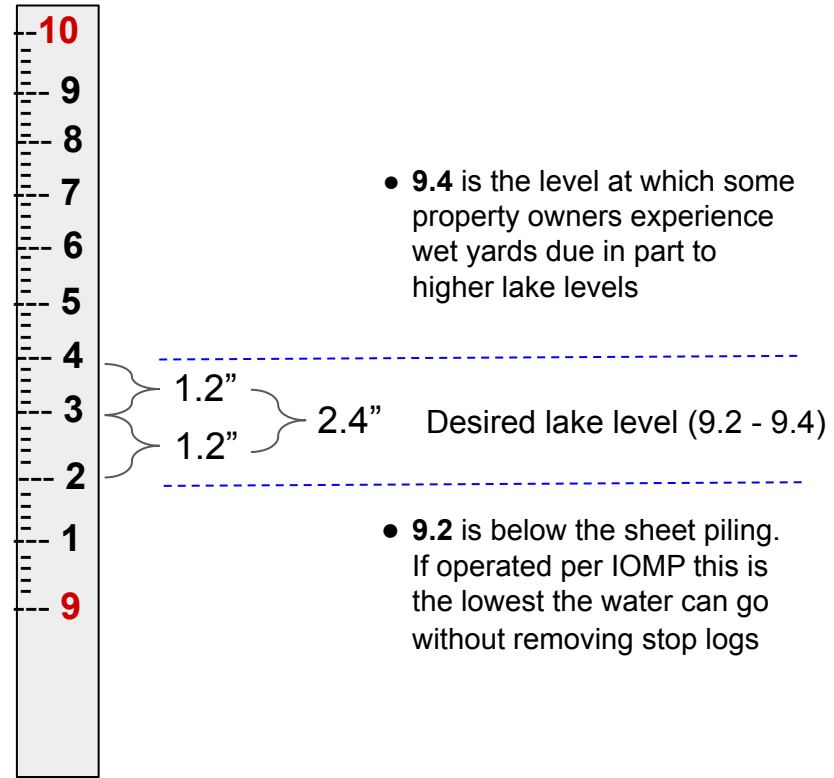 10
9
8
7
6
5
4
3
2
1
9
● 9.4 is the level at which some
property owners experience
wet yards due in part to
higher lake levels
1.2”
1.2”
2.4”
Desired lake level (9.2 - 9.4)
● 9.2 is below the sheet piling.
If operated per IOMP this is
the lowest the water can go
without removing stop logs